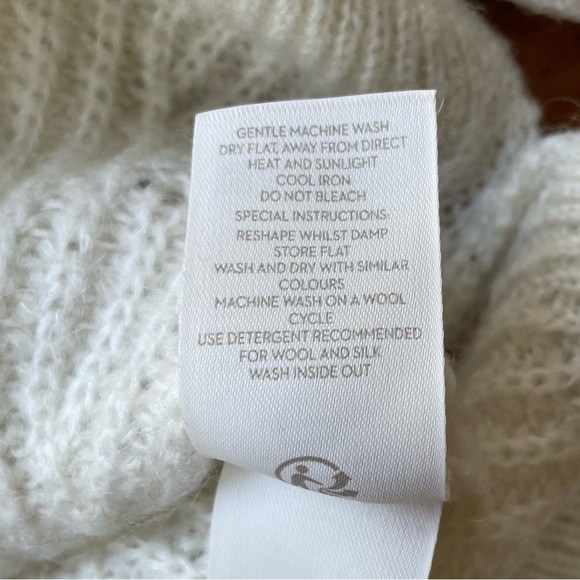 GENTLE MACHINE WASH
DRY FLAT, AWAY FROM DIRECT
HEAT AND SUNLIGHT
COOL IRON
DO NOT BLEACH
SPECIAL INSTRUCTIONS:
RESHAPE WHILST DAMP
STORE FLAT
WASH AND DRY WITH SIMILAR
COLOURS
MACHINE WASH ON A WOOL
CYCLE
USE DETERGENT RECOMMENDED
FOR WOOL AND SILK
WASH INSIDE OUT